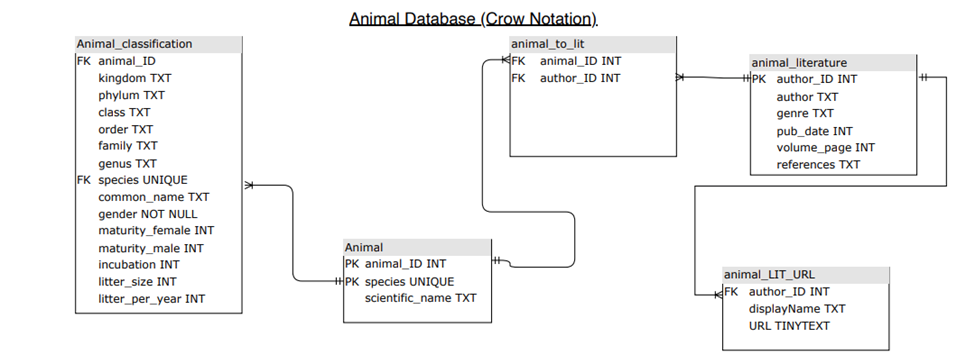 Animal Database (Crow Notation)
Animal_classification
FK animal_ID
kingdom TXT
phylum TXT
class TXT
order TXT
family TXT
genus TXT
FK species UNIQUE
common_name TXT
gender NOT NULL
maturity_female INT
maturity_male INT
incubation INT
litter_size INT
litter_per_year INT
Animal
PK animal_ID INT
PK species UNIQUE
scientific_name TXT
animal_to_lit
FK animal_ID INT
FK author_ID INT
animal_literature
PK author_ID INT
author TXT
genre TXT
pub_date INT
volume_page INT
references TXT
animal_LIT_URL
FK author_ID INT
displayName TXT
URL TINYTEXT